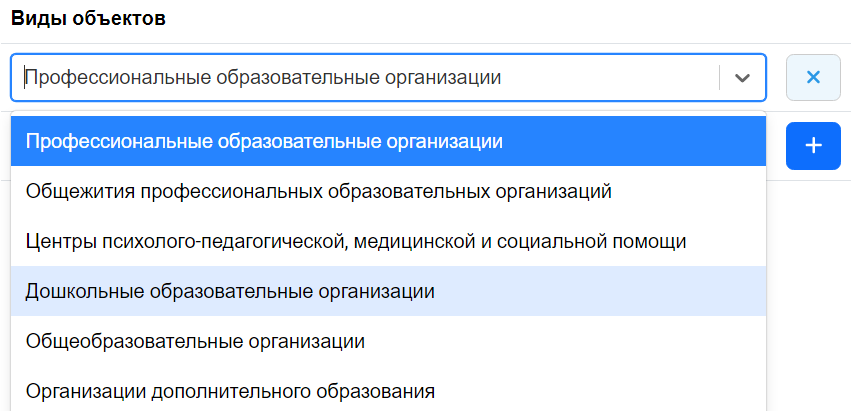 Виды объектов
Профессиональные образовательные организации
Профессиональные образовательные организации
Общежития профессиональных образовательных организаций
Центры психолого-педагогической, медицинской и социальной помощи
Дошкольные образовательные организации
Общеобразовательные организации
Организации дополнительного образования